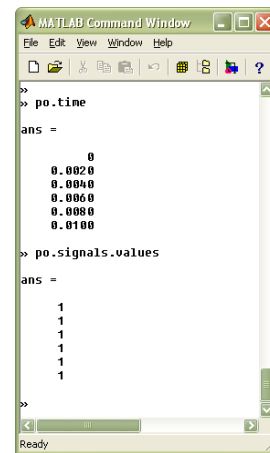 MATLAB Command Window
File Edit View Window Help
»
» po.time
ans =
0
0.0020
0.0040
0.0060
0.0080
0.0100
» po.signals.values
ans =
1
1
1
1
1
1
»
Ready